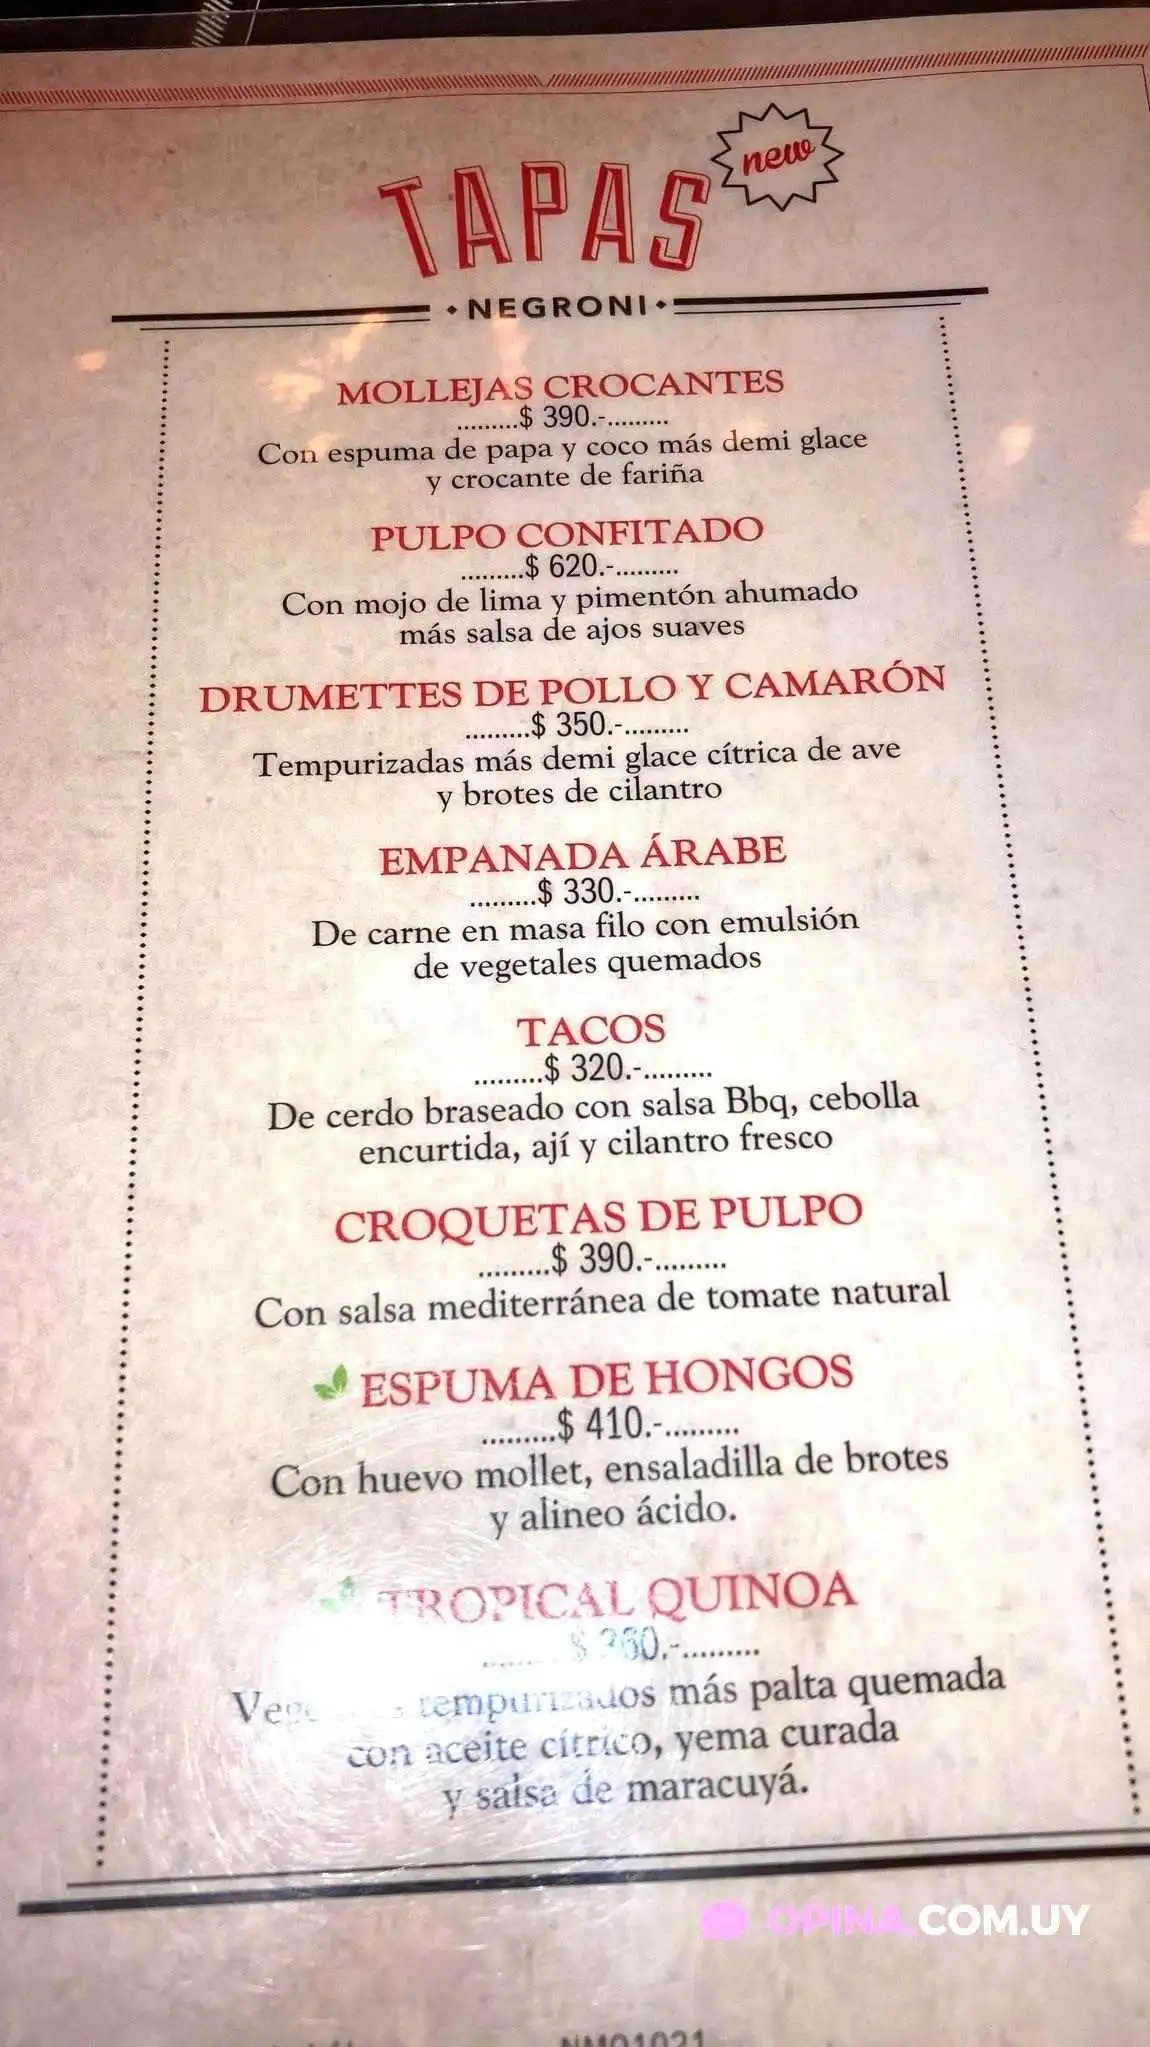 TAPAS
new
NEGRONI
MOLLEJAS CROCANTES
.........$ 390.-.........
Con espuma de papa y coco más demi glace
y crocante de fariña
PULPO CONFITADO
.........$ 620.-.........
Con mojo de lima y pimentón ahumado
más salsa de ajos suaves
DRUMETTES DE POLLO Y CAMARÓN
.........$ 350.-.........
Tempurizadas más demi glace cítrica de ave
y brotes de cilantro
EMPANADA ÁRABE
.........$ 330.-.........
De carne en masa filo con emulsión
de vegetales quemados
TACOS
.........$ 320.-.........
De cerdo braseado con salsa Bbq, cebolla
encurtida, ají y cilantro fresco
CROQUETAS DE PULPO
.........$ 390.-.........
Con salsa mediterránea de tomate natural
ESPUMA DE HONGOS
.........$ 410.-.........
Con huevo mollet, ensaladilla de brotes
y alineo ácido.
TROPICAL QUINOA
tempurizados más palta quemada
con aceite cítrico, yema curada
y salsa de maracuyá.
OPINA.COM.UY